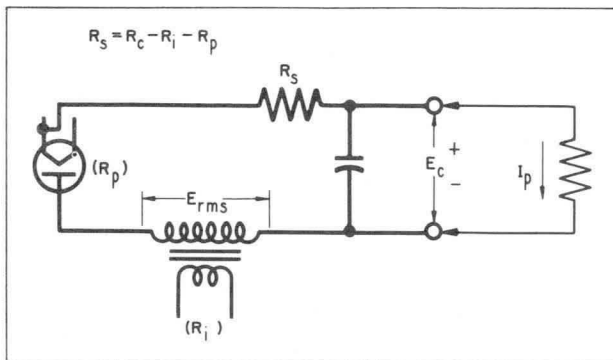 R_s = R_c – R_i – R_p
R_s
(R_p)
E_rms
E_c
+
–
I_p
(R_i)